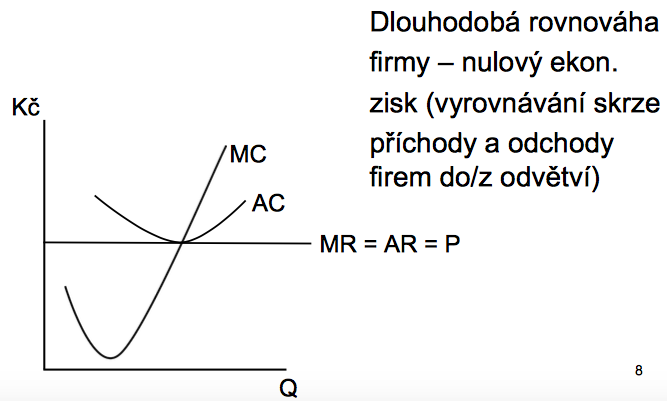 Dlouhodobá rovnováha
firmy – nulový ekon.
zisk (vyrovnávání skrze
příchody a odchody
firem do/z odvětví)
Kč
MC
AC
MR = AR = P
Q
8